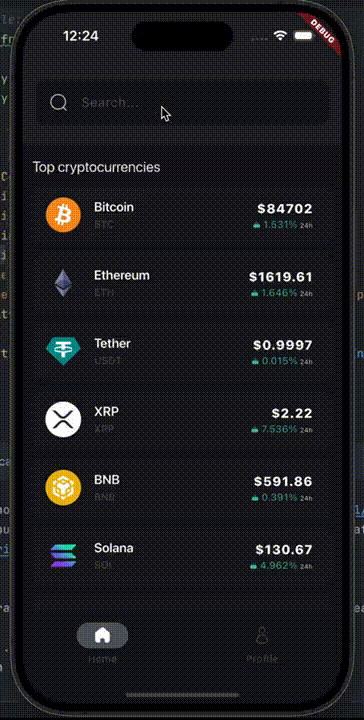 12:24
DEBUG
Search...
Top cryptocurrencies
Bitcoin
$84702
BTC
1.531% 24h
Ethereum
$1619.61
ETH
1.646% 24h
Tether
$0.9997
USDT
0.015% 24h
XRP
$2.22
XRP
7.536% 24h
BNB
$591.86
BNB
0.391% 24h
Solana
$130.67
SOL
4.962% 24h
Home
Profile